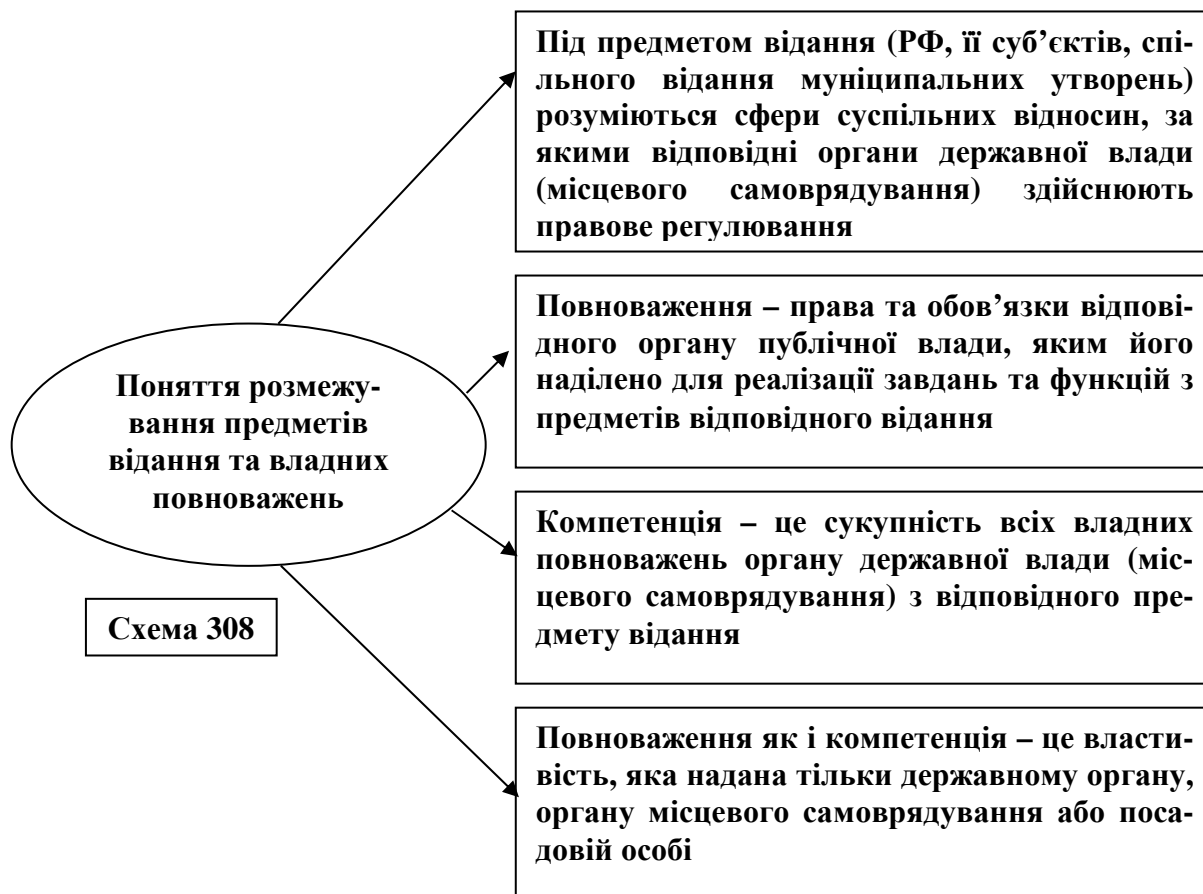 Під предметом відання (РФ, її суб’єктів, спі-
льного відання муніципальних утворень)
розуміються сфери суспільних відносин, за
якими відповідні органи державної влади
(місцевого самоврядування) здійснюють
правове регулювання
Повноваження – права та обов’язки відпові-
дного органу публічної влади, яким його
наділено для реалізації завдань та функцій з
предметів відповідного відання
Поняття розмежу-
вання предметів
відання та владних
повноважень
Компетенція – це сукупність всіх владних
повноважень органу державної влади (міс-
цевого самоврядування) з відповідного пре-
дмету відання
Схема 308
Повноваження як і компетенція – це власти-
вість, яка надана тільки державному органу,
органу місцевого самоврядування або поса-
довій особі